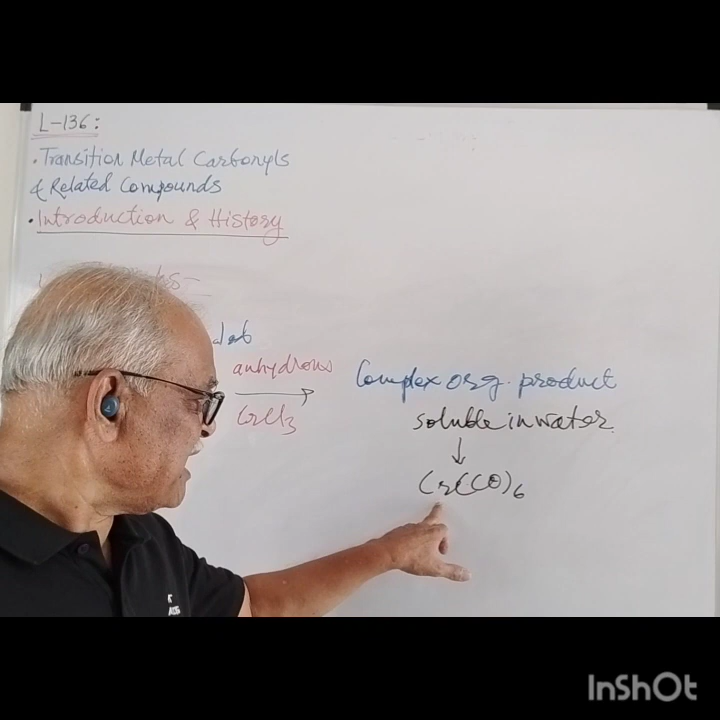 L-136:
• Transition Metal Carbonyls
& Related Compounds
• Introduction & History
anhydrous
Complex org. product
CrCl3
soluble in water.
↓
Cr(CO)6
InShOt